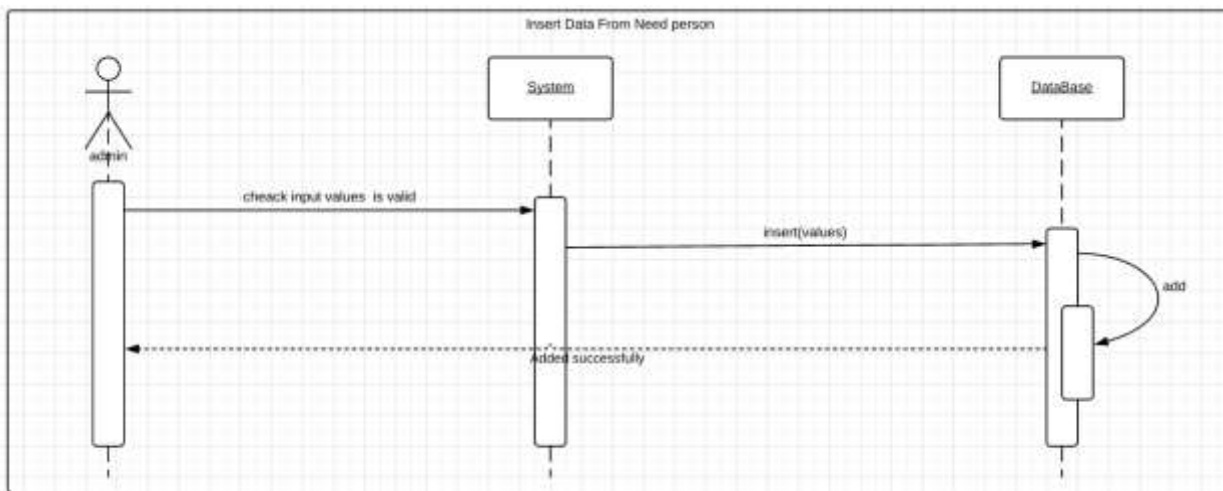 Insert Data From Need person
System
DataBase
admin
cheack input values  is valid
insert(values)
add
Added successfully